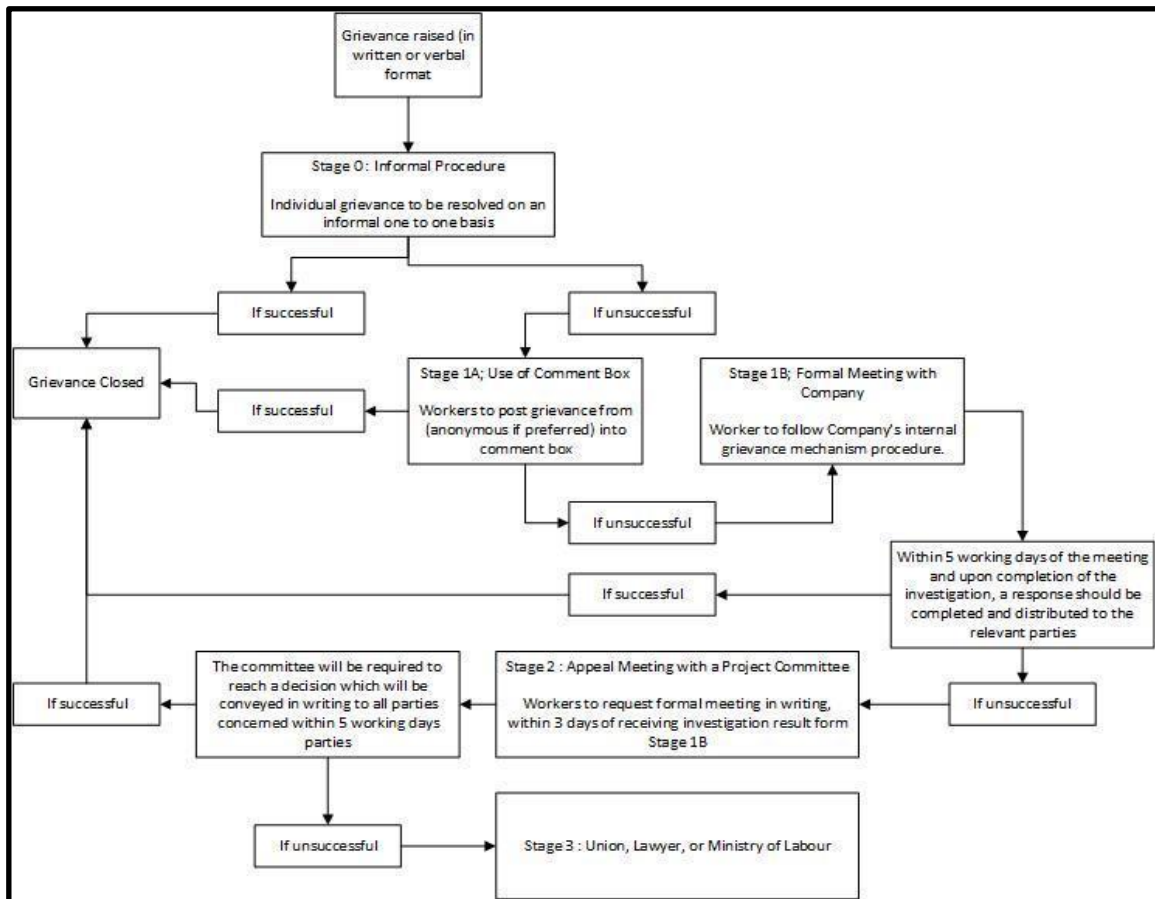 Grievance raised (in
written or verbal
format
Stage 0 : Informal Procedure
Individual grievance to be resolved on an
informal one to one basis
If successful
If unsuccessful
Grievance Closed
If successful
Stage 1A; Use of Comment Box
Workers to post grievance from
(anonymous if preferred) into
comment box
Stage 1B; Formal Meeting with
Company
Worker to follow Company's internal
grievance mechanism procedure.
If unsuccessful
Within 5 working days of the meeting
and upon completion of the
investigation, a response should be
completed and distributed to the
relevant parties
If successful
If unsuccessful
Stage 2 : Appeal Meeting with a Project Committee
Workers to request formal meeting in writing,
within 3 days of receiving investigation result form
Stage 1B
The committee will be required to
reach a decision which will be
conveyed in writing to all parties
concerned within 5 working days
parties
If successful
If unsuccessful
Stage 3 : Union, Lawyer, or Ministry of Labour